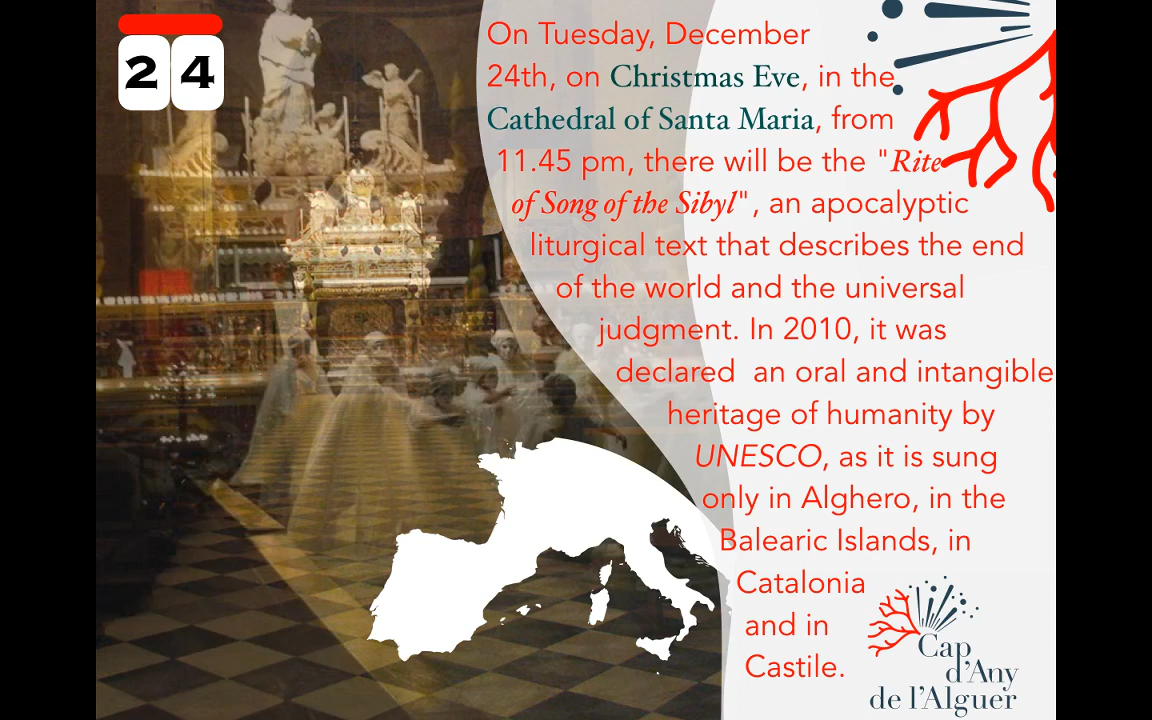 24
On Tuesday, December
24th, on Christmas Eve, in the
Cathedral of Santa Maria, from
11.45 pm, there will be the "Rite
of Song of the Sibyl", an apocalyptic
liturgical text that describes the end
of the world and the universal
judgment. In 2010, it was
declared an oral and intangible
heritage of humanity by
UNESCO, as it is sung
only in Alghero, in the
Balearic Islands, in
Catalonia
and in
Castile.
Cap
d'Any
de l'Alguer